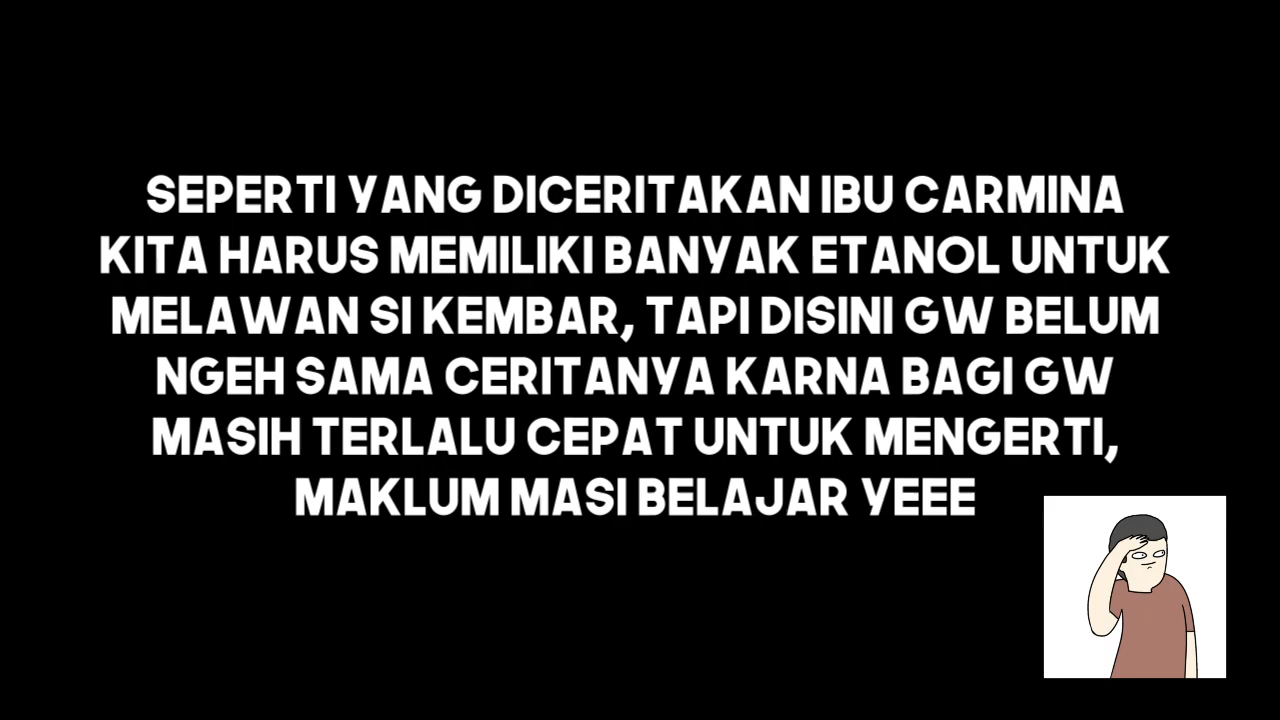 SEPERTI YANG DICERITAKAN IBU CARMINA
KITA HARUS MEMILIKI BANYAK ETANOL UNTUK
MELAWAN SI KEMBAR, TAPI DISINI GW BELUM
NGEH SAMA CERITANYA KARNA BAGI GW
MASIH TERLALU CEPAT UNTUK MENGERTI,
MAKLUM MASI BELAJAR YEEE